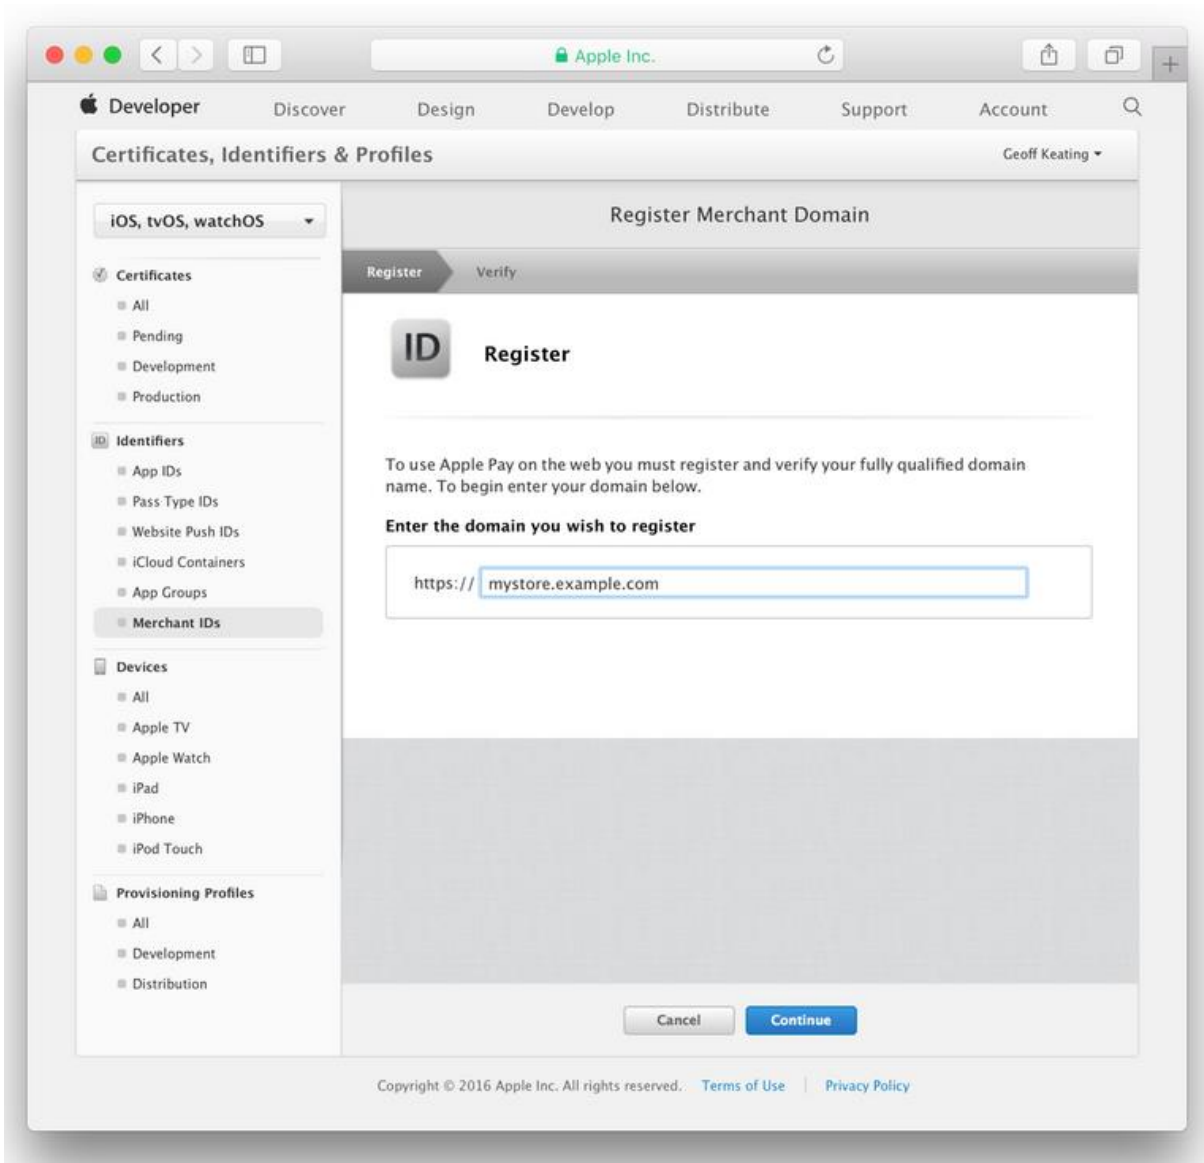 Apple Inc.
Developer Discover Design Develop Distribute Support Account
Certificates, Identifiers & Profiles
Geoff Keating
iOS, tvOS, watchOS
Certificates
All
Pending
Development
Production
ID Identifiers
App IDs
Pass Type IDs
Website Push IDs
iCloud Containers
App Groups
Merchant IDs
Devices
All
Apple TV
Apple Watch
iPad
iPhone
iPod Touch
Provisioning Profiles
All
Development
Distribution
Register Merchant Domain
Register Verify
ID Register
To use Apple Pay on the web you must register and verify your fully qualified domain
name. To begin enter your domain below.
Enter the domain you wish to register
https:// mystore.example.com
Cancel Continue
Copyright © 2016 Apple Inc. All rights reserved. Terms of Use | Privacy Policy